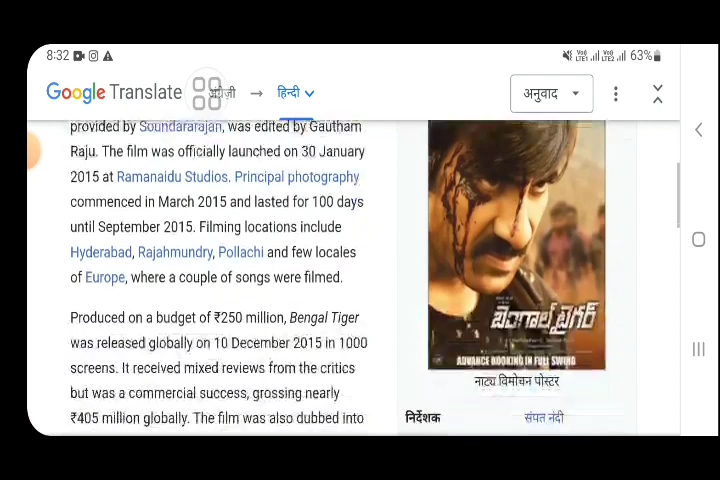 8:32 63%
Google Translate अंग्रेज़ी → हिन्दी अनुवाद
provided by Soundararajan, was edited by Gautham
Raju. The film was officially launched on 30 January
2015 at Ramanaidu Studios. Principal photography
commenced in March 2015 and lasted for 100 days
until September 2015. Filming locations include
Hyderabad, Rajahmundry, Pollachi and few locales
of Europe, where a couple of songs were filmed.
Produced on a budget of ₹250 million, Bengal Tiger
was released globally on 10 December 2015 in 1000
screens. It received mixed reviews from the critics
but was a commercial success, grossing nearly
₹405 million globally. The film was also dubbed into
బెంగాల్ టైగర్
ADVANCE BOOKING IN FULL SWING
नाट्य विमोचन पोस्टर
निर्देशक संपत नंदी